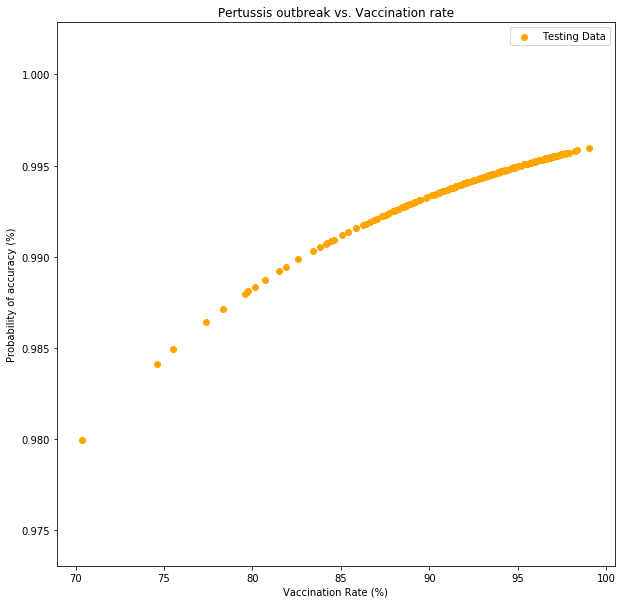 Pertussis outbreak vs. Vaccination rate
Testing Data
1.000
0.995
0.990
0.985
0.980
0.975
Probability of accuracy (%)
70 75 80 85 90 95 100
Vaccination Rate (%)